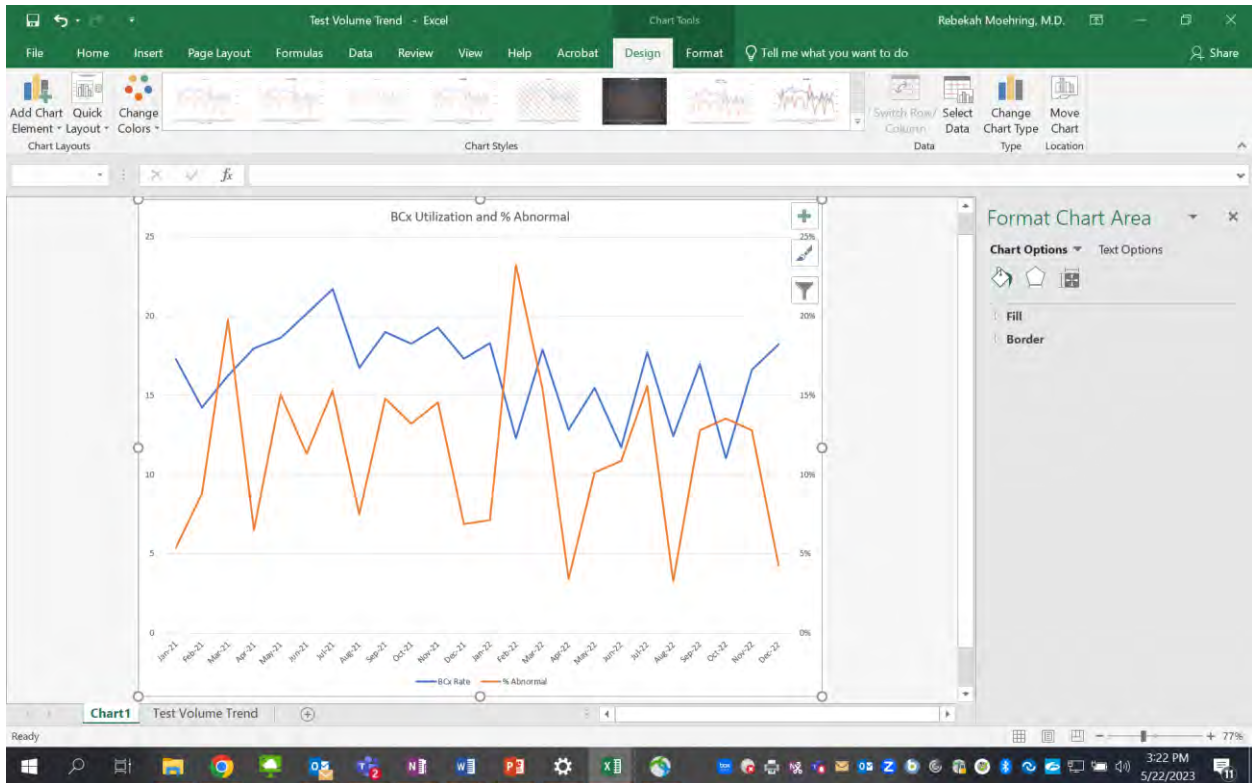 Test Volume Trend - Excel
Chart Tools
Rebekah Moehring, M.D.
File Home Insert Page Layout Formulas Data Review View Help Acrobat Design Format Tell me what you want to do Share
Add Chart Element Quick Layout Change Colors
Switch Row/ Column Select Data Change Chart Type Move Chart
Chart Layouts Chart Styles Data Type Location
fx
BCx Utilization and % Abnormal
25 25%
20 20%
15 15%
10 10%
5 5%
0 0%
Jan-21 Feb-21 Mar-21 Apr-21 May-21 Jun-21 Jul-21 Aug-21 Sep-21 Oct-21 Nov-21 Dec-21 Jan-22 Feb-22 Mar-22 Apr-22 May-22 Jun-22 Jul-22 Aug-22 Sep-22 Oct-22 Nov-22 Dec-22
BCx Rate % Abnormal
Format Chart Area
Chart Options Text Options
Fill
Border
Chart1 Test Volume Trend
Ready 77%
3:22 PM
5/22/2023